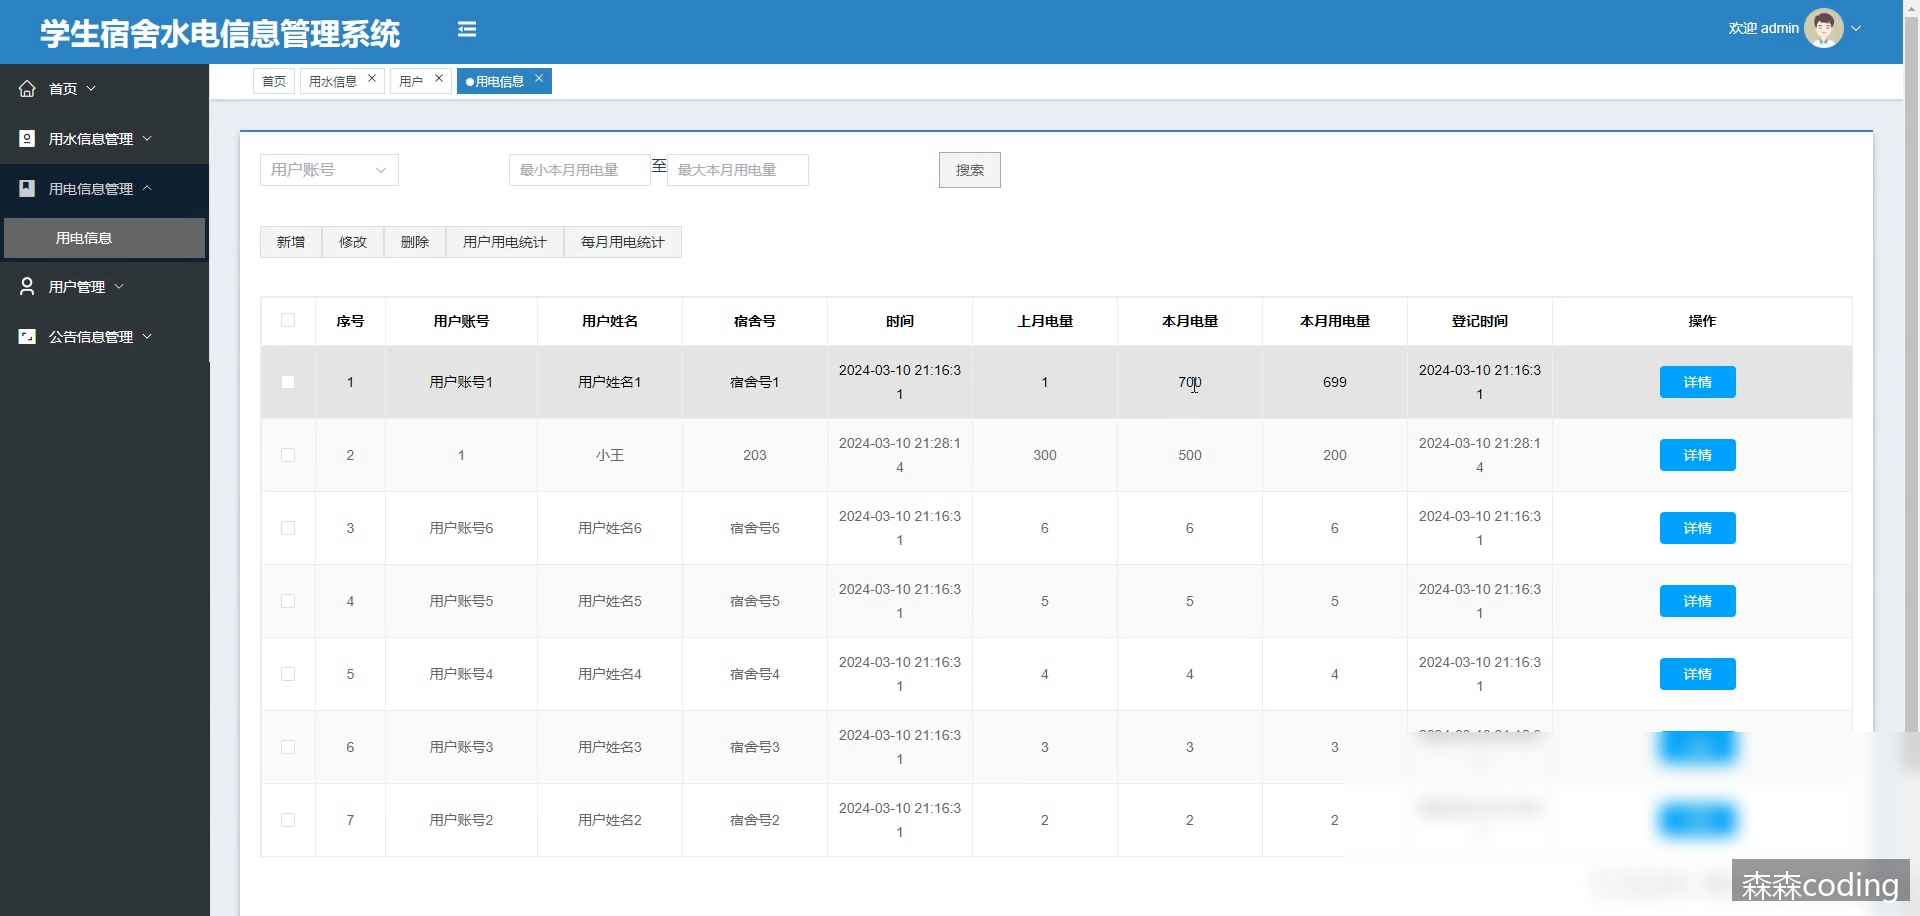 学生宿舍水电信息管理系统
欢迎 admin
首页
用水信息
用户
用电信息
首页
用水信息管理
用电信息管理
用电信息
用户管理
公告信息管理
用户账号
最小本月用电量 至 最大本月用电量
搜索
新增 修改 删除 用户用电统计 每月用电统计
序号 用户账号 用户姓名 宿舍号 时间 上月电量 本月电量 本月用电量 登记时间 操作
1 用户账号1 用户姓名1 宿舍号1 2024-03-10 21:16:31 1 700 699 2024-03-10 21:16:31 详情
2 1 小王 203 2024-03-10 21:28:14 300 500 200 2024-03-10 21:28:14 详情
3 用户账号6 用户姓名6 宿舍号6 2024-03-10 21:16:31 6 6 6 2024-03-10 21:16:31 详情
4 用户账号5 用户姓名5 宿舍号5 2024-03-10 21:16:31 5 5 5 2024-03-10 21:16:31 详情
5 用户账号4 用户姓名4 宿舍号4 2024-03-10 21:16:31 4 4 4 2024-03-10 21:16:31 详情
6 用户账号3 用户姓名3 宿舍号3 2024-03-10 21:16:31 3 3 3
7 用户账号2 用户姓名2 宿舍号2 2024-03-10 21:16:31 2 2 2
森森coding